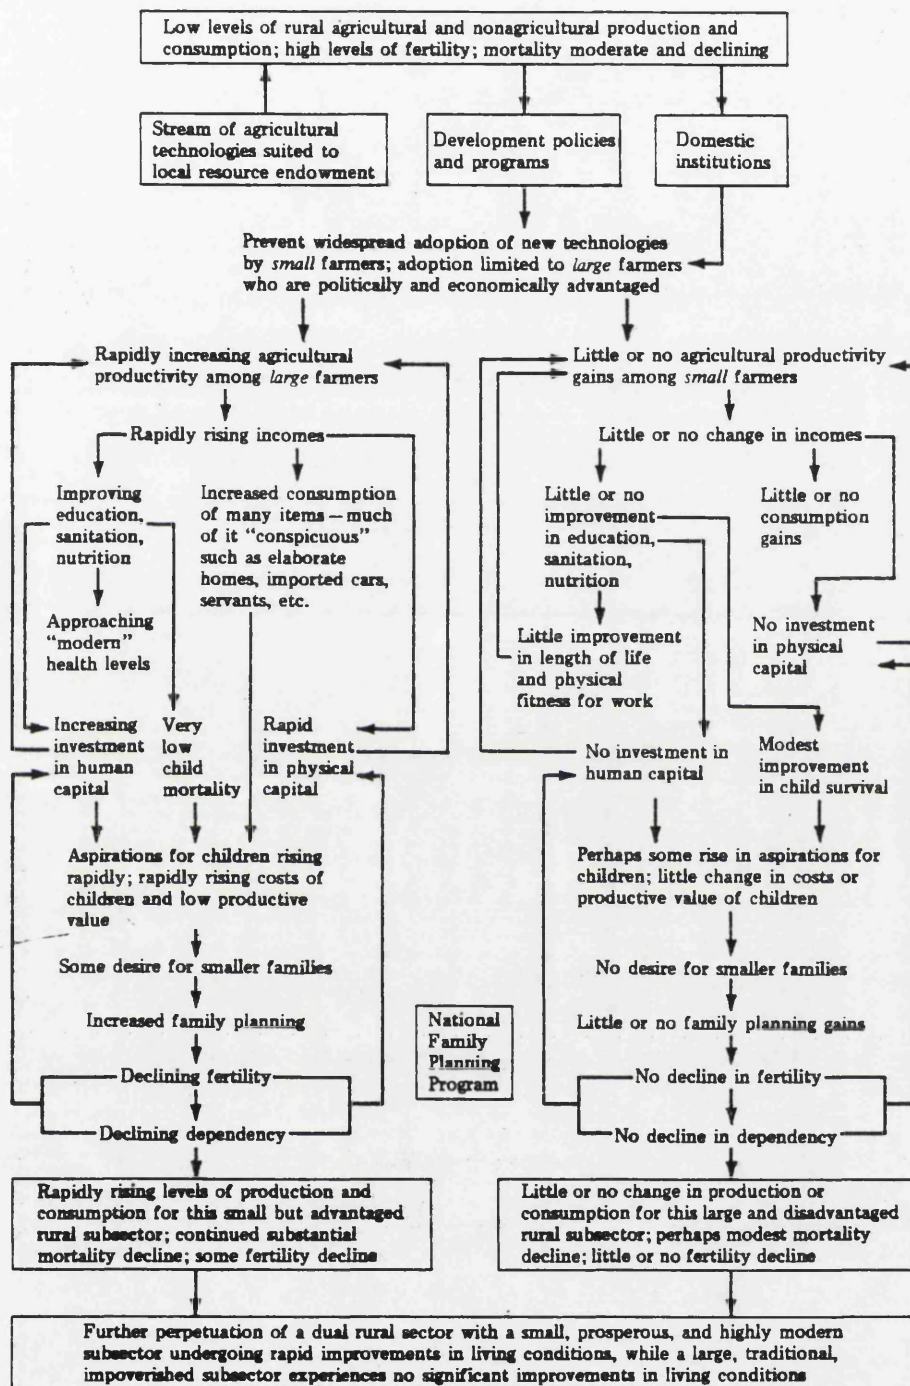 Low levels of rural agricultural and nonagricultural production and
consumption; high levels of fertility; mortality moderate and declining
Stream of agricultural
technologies suited to
local resource endowment
Development policies
and programs
Domestic
institutions
Prevent widespread adoption of new technologies
by small farmers; adoption limited to large farmers
who are politically and economically advantaged
Rapidly increasing agricultural
productivity among large farmers
Rapidly rising incomes
Improving
education,
sanitation,
nutrition
Increased consumption
of many items — much
of it "conspicuous"
such as elaborate
homes, imported cars,
servants, etc.
Approaching
"modern"
health levels
Increasing
investment
in human
capital
Very
low
child
mortality
Rapid
investment
in physical
capital
Aspirations for children rising
rapidly; rapidly rising costs of
children and low productive
value
Some desire for smaller families
Increased family planning
Declining fertility
Declining dependency
Rapidly rising levels of production and
consumption for this small but advantaged
rural subsector; continued substantial
mortality decline; some fertility decline
National
Family
Planning
Program
Little or no agricultural productivity
gains among small farmers
Little or no change in incomes
Little or no
improvement
in education,
sanitation,
nutrition
Little or no
consumption
gains
Little improvement
in length of life
and physical
fitness for work
No investment
in physical
capital
No investment in
human capital
Modest
improvement
in child survival
Perhaps some rise in aspirations for
children; little change in costs or
productive value of children
No desire for smaller families
Little or no family planning gains
No decline in fertility
No decline in dependency
Little or no change in production or
consumption for this large and disadvantaged
rural subsector; perhaps modest mortality
decline; little or no fertility decline
Further perpetuation of a dual rural sector with a small, prosperous, and highly modern
subsector undergoing rapid improvements in living conditions, while a large, traditional,
impoverished subsector experiences no significant improvements in living conditions